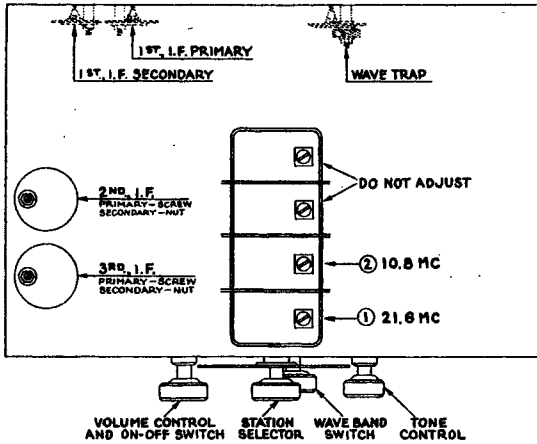 1ST., I.F. PRIMARY
1ST., I.F. SECONDARY
WAVE TRAP
DO NOT ADJUST
2ND., I.F.
PRIMARY-SCREW
SECONDARY-NUT
② 10.8 MC
3RD., I.F.
PRIMARY-SCREW
SECONDARY-NUT
① 21.6 MC
VOLUME CONTROL
AND ON-OFF SWITCH
STATION
SELECTOR
WAVE BAND
SWITCH
TONE
CONTROL